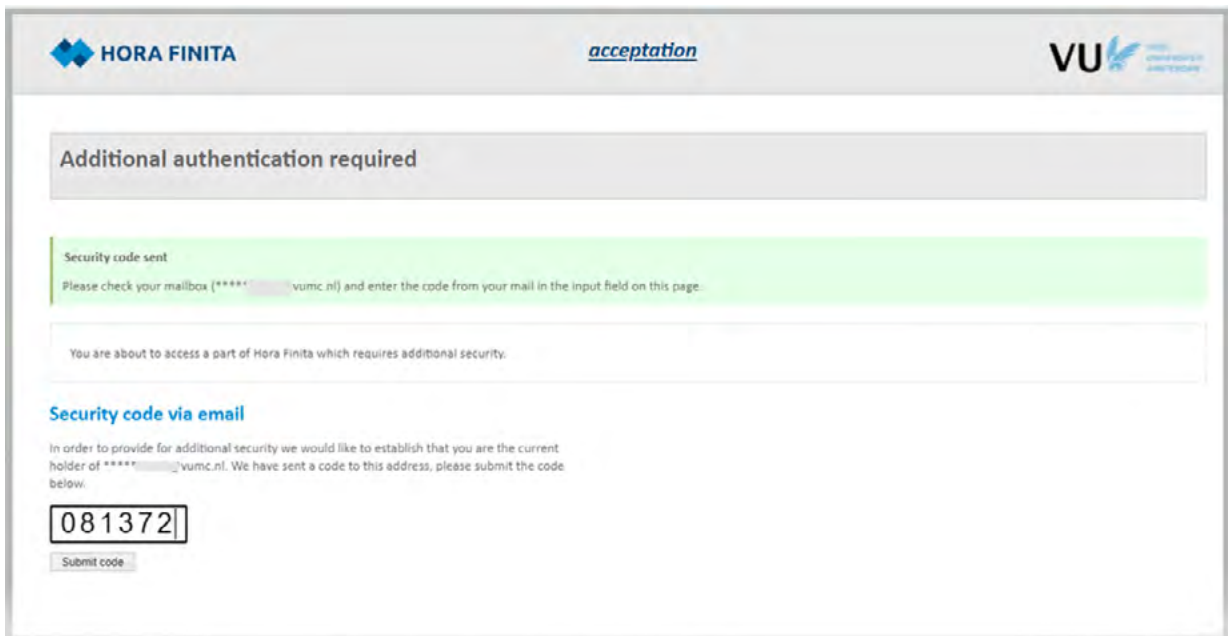 HORA FINITA
acceptation
VU
Additional authentication required
Security code sent
Please check your mailbox (***** vumc.nl) and enter the code from your mail in the input field on this page.
You are about to access a part of Hora Finita which requires additional security.
Security code via email
In order to provide for additional security we would like to establish that you are the current
holder of ***** vumc.nl. We have sent a code to this address, please submit the code
below.
081372
Submit code